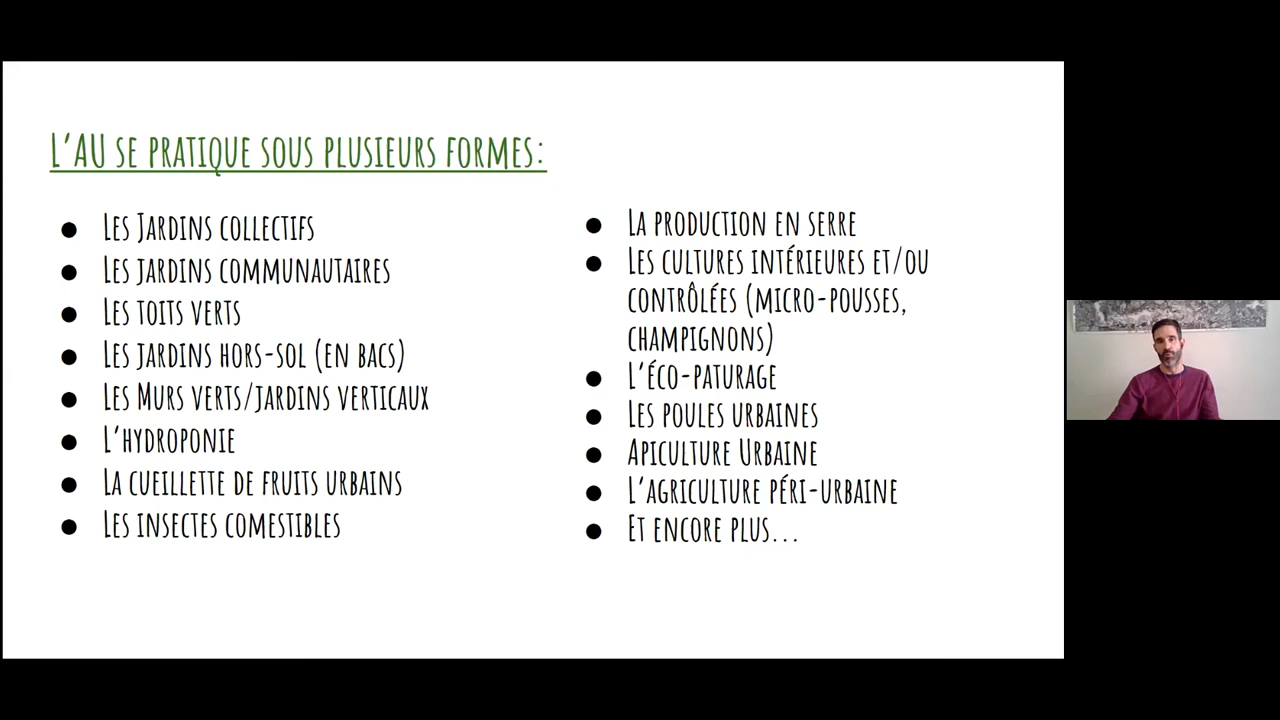 L'AU se pratique sous plusieurs formes:
Les Jardins collectifs
Les jardins communautaires
Les toits verts
Les jardins hors-sol (en bacs)
Les Murs verts/jardins verticaux
L'hydroponie
La cueillette de fruits urbains
Les insectes comestibles
La production en serre
Les cultures intérieures et/ou
contrôlées (micro-pousses,
champignons)
L'éco-paturage
Les poules urbaines
Apiculture Urbaine
L'agriculture péri-urbaine
Et encore plus...